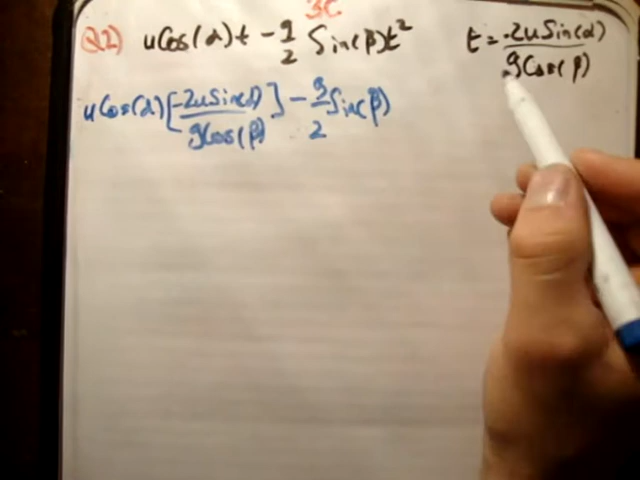 3C
Q2) uCos(α)t - g/2 Sin(β)t²
t = -2uSin(α)/gCos(β)
uCos(α)[-2uSin(α)/gCos(β)] - g/2 Sin(β)